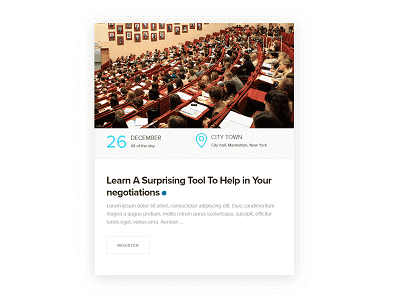 26 DECEMBER
All of the day
CITY TOWN
City hall, Manhattan, New York
Learn A Surprising Tool To Help in Your
negotiations
Lorem ipsum dolor sit amet, consectetur adipiscing elit. Duis condimentum
magna a augue pretium, mollis rutrum purus scelerisque, suscipit, efficitur
turpis eget, varius urna. Aenean ...
REGISTER